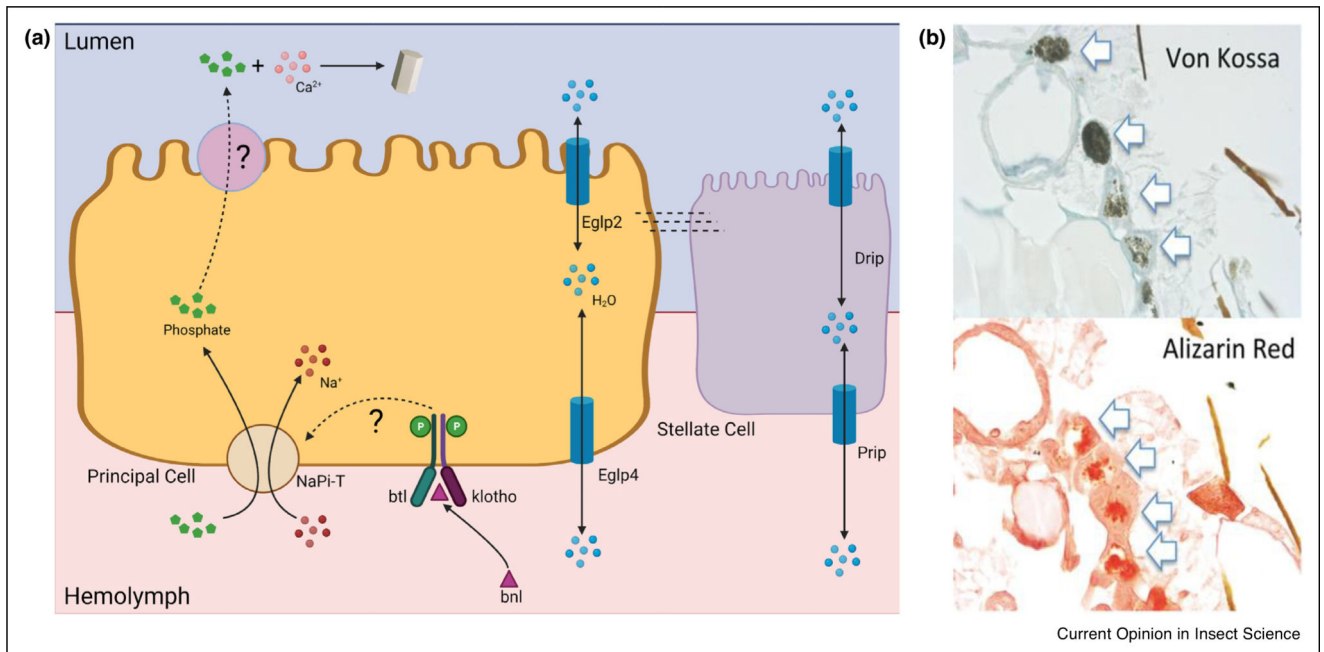 (a)
Lumen
+
Ca²⁺
?
Eglp2
H₂O
Drip
Phosphate
Na⁺
?
P
P
Stellate Cell
Principal Cell
NaPi-T
btl
klotho
Eglp4
Prip
bnl
Hemolymph
(b)
Von Kossa
Alizarin Red
Current Opinion in Insect Science